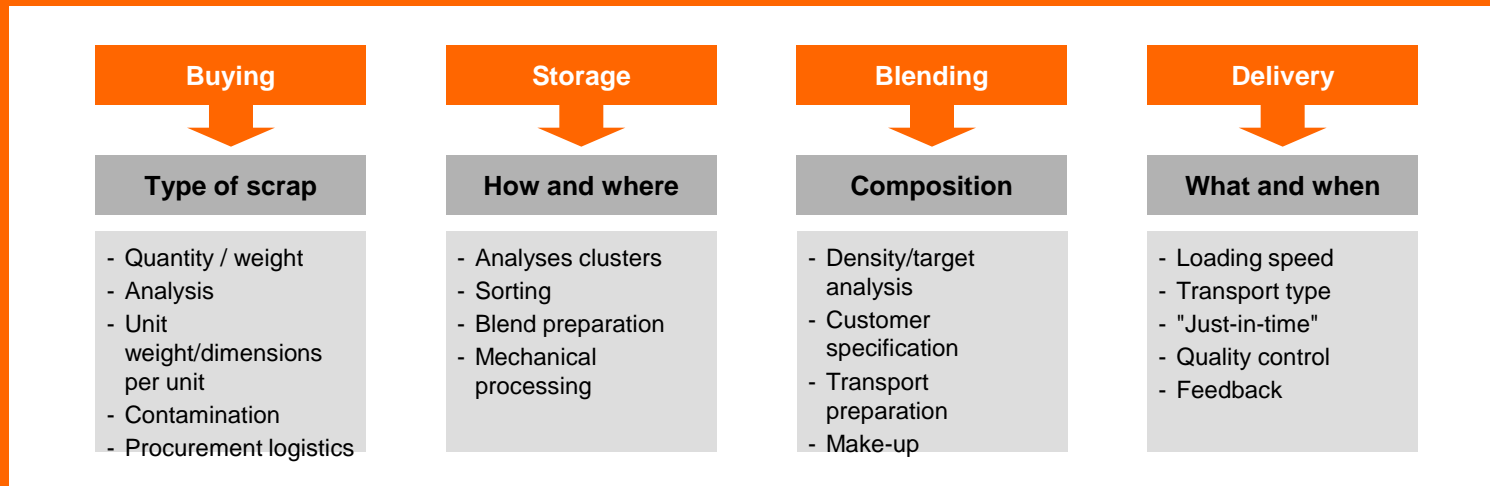 Buying
Type of scrap
- Quantity / weight
- Analysis
- Unit
weight/dimensions
per unit
- Contamination
- Procurement logistics
Storage
How and where
- Analyses clusters
- Sorting
- Blend preparation
- Mechanical
processing
Blending
Composition
- Density/target
analysis
- Customer
specification
- Transport
preparation
- Make-up
Delivery
What and when
- Loading speed
- Transport type
- "Just-in-time"
- Quality control
- Feedback